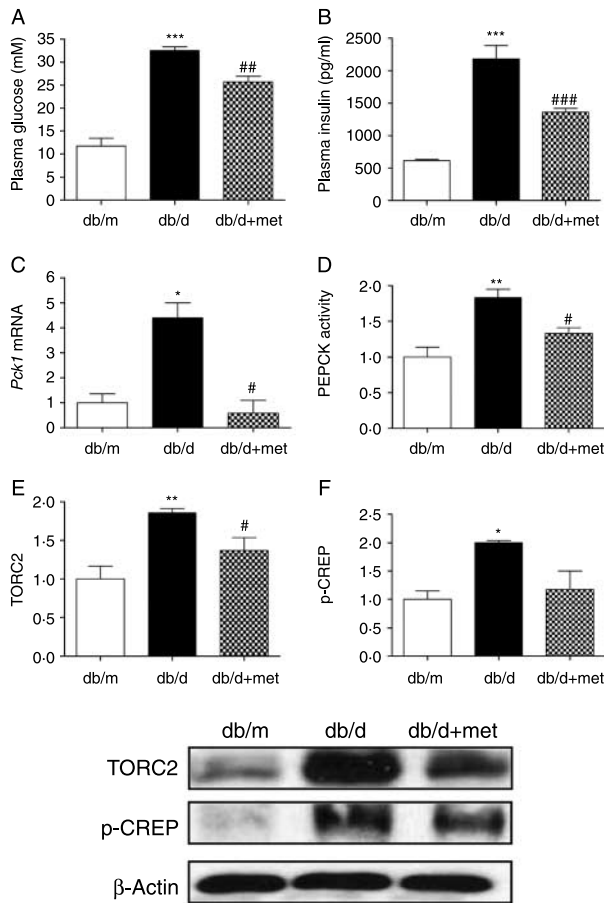 A
Plasma glucose (mM)
35
30
25
20
15
10
5
0
***
##
db/m
db/d
db/d+met
B
Plasma insulin (pg/ml)
2500
2000
1500
1000
500
0
***
###
db/m
db/d
db/d+met
C
Pck1 mRNA
6
5
4
3
2
1
0
*
#
db/m
db/d
db/d+met
D
PEPCK activity
2·0
1·5
1·0
0·5
0·0
**
#
db/m
db/d
db/d+met
E
TORC2
2·0
1·5
1·0
0·5
0·0
**
#
db/m
db/d
db/d+met
F
p-CREP
2·5
2·0
1·5
1·0
0·5
0·0
*
db/m
db/d
db/d+met
db/m db/d db/d+met
TORC2
p-CREP
β-Actin